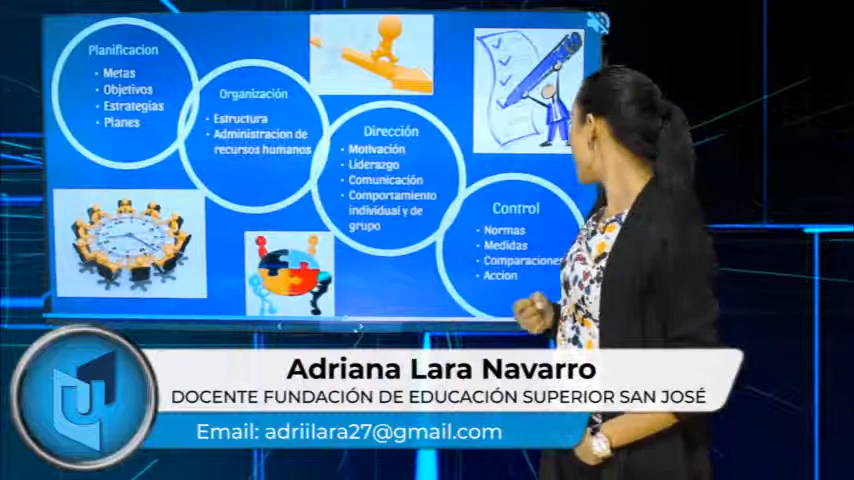 Planificacion
• Metas
• Objetivos
• Estrategias
• Planes
Organización
• Estructura
• Administracion de
recursos humanos
Dirección
• Motivación
• Liderazgo
• Comunicación
• Comportamiento
individual y de
grupo
Control
• Normas
• Medidas
• Comparaciones
• Accion
Adriana Lara Navarro
DOCENTE FUNDACIÓN DE EDUCACIÓN SUPERIOR SAN JOSÉ
Email: adriilara27@gmail.com